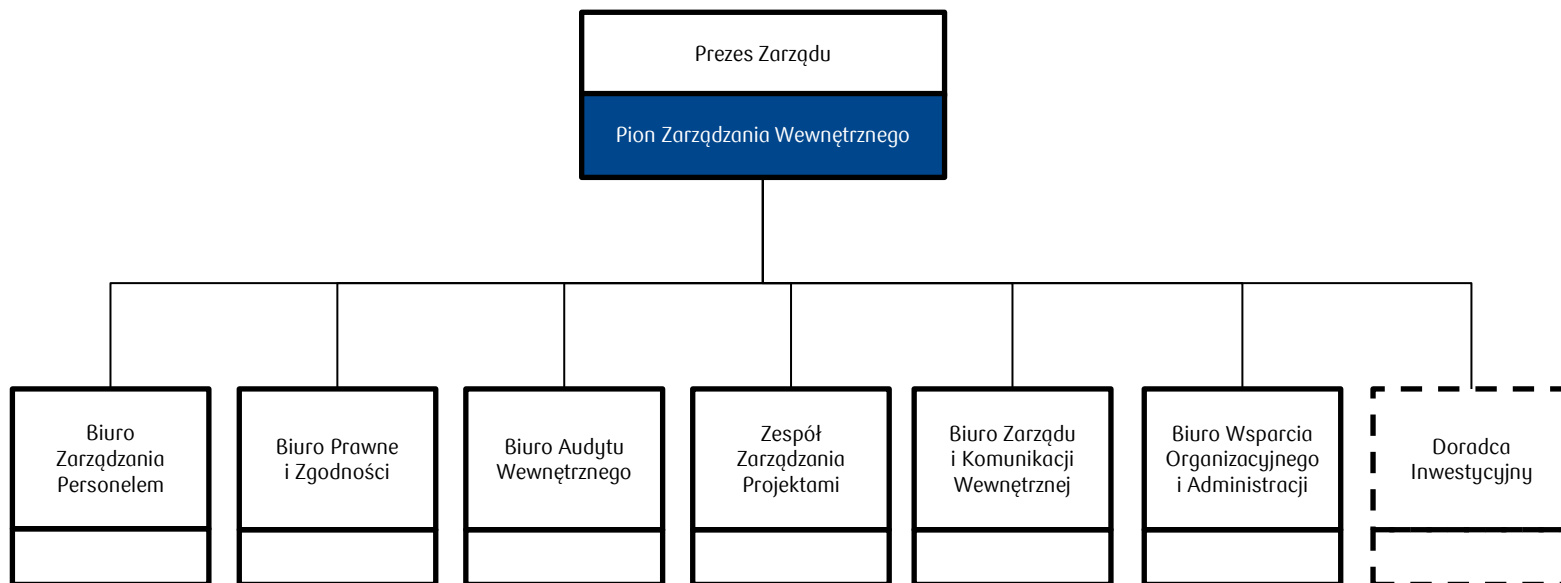 Prezes Zarządu
Pion Zarządzania Wewnętrznego
Biuro
Zarządzania
Personelem
Biuro Prawne
i Zgodności
Biuro Audytu
Wewnętrznego
Zespół
Zarządzania
Projektami
Biuro Zarządu
i Komunikacji
Wewnętrznej
Biuro Wsparcia
Organizacyjnego
i Administracji
Doradca
Inwestycyjny